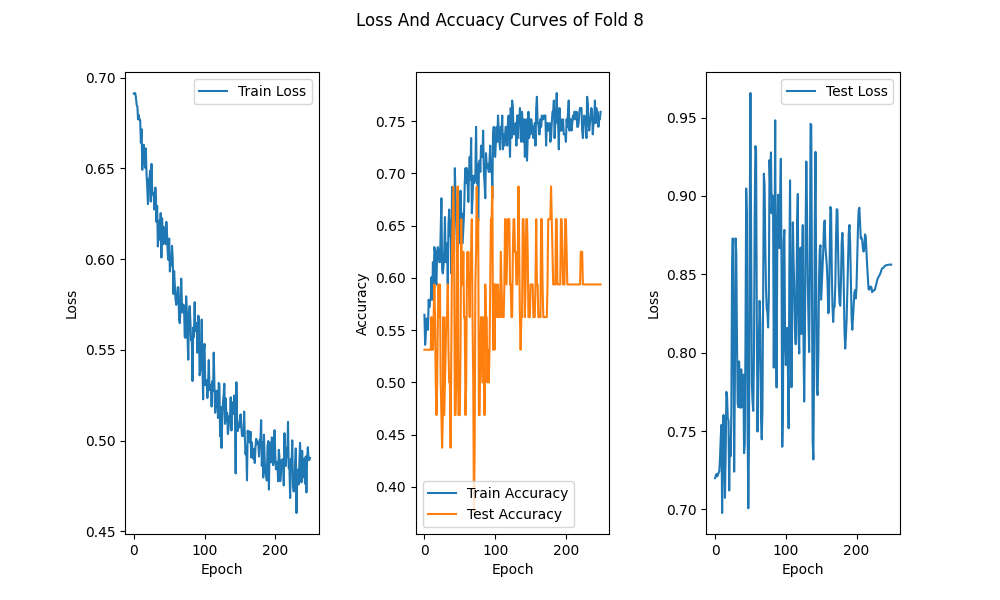 Loss And Accuacy Curves of Fold 8
Train Loss
0.70
0.65
0.60
0.55
0.50
0.45
Loss
0
100
200
Epoch
0.75
0.70
0.65
0.60
0.55
0.50
0.45
0.40
Accuracy
Train Accuracy
Test Accuracy
0
100
200
Epoch
Test Loss
0.95
0.90
0.85
0.80
0.75
0.70
Loss
0
100
200
Epoch